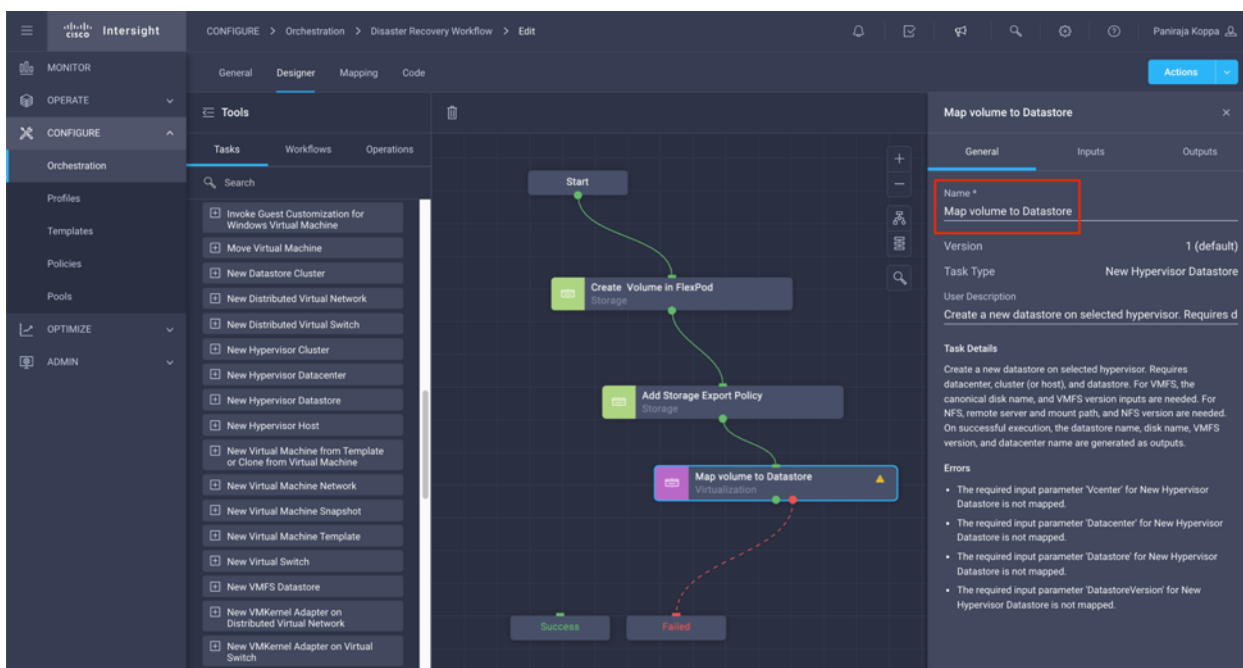 cisco Intersight
CONFIGURE > Orchestration > Disaster Recovery Workflow > Edit
Paniraja Koppa
MONITOR
OPERATE
CONFIGURE
Orchestration
Profiles
Templates
Policies
Pools
OPTIMIZE
ADMIN
General Designer Mapping Code
Actions
Tools
Tasks Workflows Operations
Search
Invoke Guest Customization for
Windows Virtual Machine
Move Virtual Machine
New Datastore Cluster
New Distributed Virtual Network
New Distributed Virtual Switch
New Hypervisor Cluster
New Hypervisor Datacenter
New Hypervisor Datastore
New Hypervisor Host
New Virtual Machine from Template
or Clone from Virtual Machine
New Virtual Machine Network
New Virtual Machine Snapshot
New Virtual Machine Template
New Virtual Switch
New VMFS Datastore
New VMKernel Adapter on
Distributed Virtual Network
New VMKernel Adapter on Virtual
Switch
Start
Create Volume in FlexPod
Storage
Add Storage Export Policy
Storage
Map volume to Datastore
Virtualization
Success
Failed
Map volume to Datastore
General Inputs Outputs
Name *
Map volume to Datastore
Version 1 (default)
Task Type New Hypervisor Datastore
User Description
Create a new datastore on selected hypervisor. Requires d
Task Details
Create a new datastore on selected hypervisor. Requires
datacenter, cluster (or host), and datastore. For VMFS, the
canonical disk name, and VMFS version inputs are needed. For
NFS, remote server and mount path, and NFS version are needed.
On successful execution, the datastore name, disk name, VMFS
version, and datacenter name are generated as outputs.
Errors
• The required input parameter 'Vcenter' for New Hypervisor
Datastore is not mapped.
• The required input parameter 'Datacenter' for New Hypervisor
Datastore is not mapped.
• The required input parameter 'Datastore' for New Hypervisor
Datastore is not mapped.
• The required input parameter 'DatastoreVersion' for New
Hypervisor Datastore is not mapped.